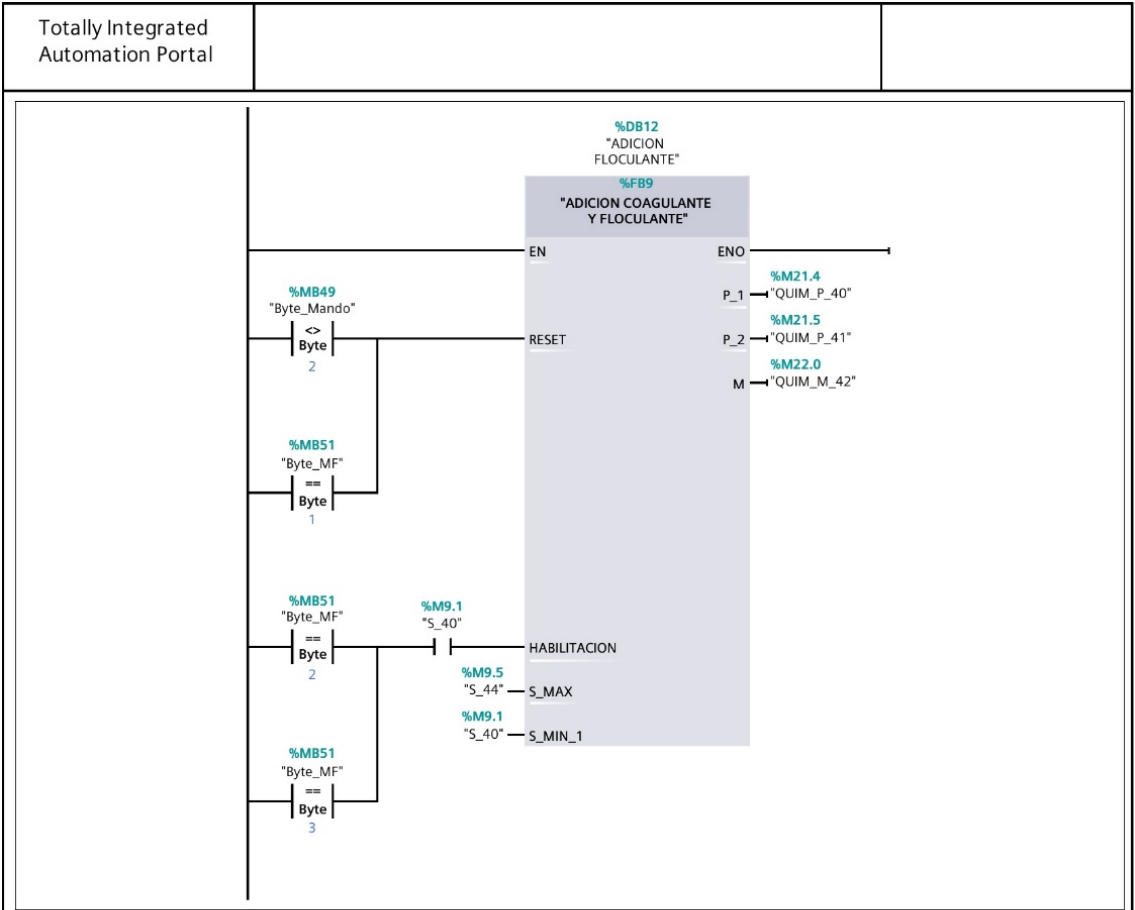 Totally Integrated
Automation Portal
%DB12
"ADICION
FLOCULANTE"
%FB9
"ADICION COAGULANTE
Y FLOCULANTE"
EN
ENO
%M21.4
P_1
"QUIM_P_40"
%MB49
"Byte_Mando"
<>
Byte
2
RESET
%M21.5
P_2
"QUIM_P_41"
%M22.0
M
"QUIM_M_42"
%MB51
"Byte_MF"
==
Byte
1
%MB51
"Byte_MF"
==
Byte
2
%M9.1
"S_40"
HABILITACION
%M9.5
"S_44"
S_MAX
%M9.1
"S_40"
S_MIN_1
%MB51
"Byte_MF"
==
Byte
3